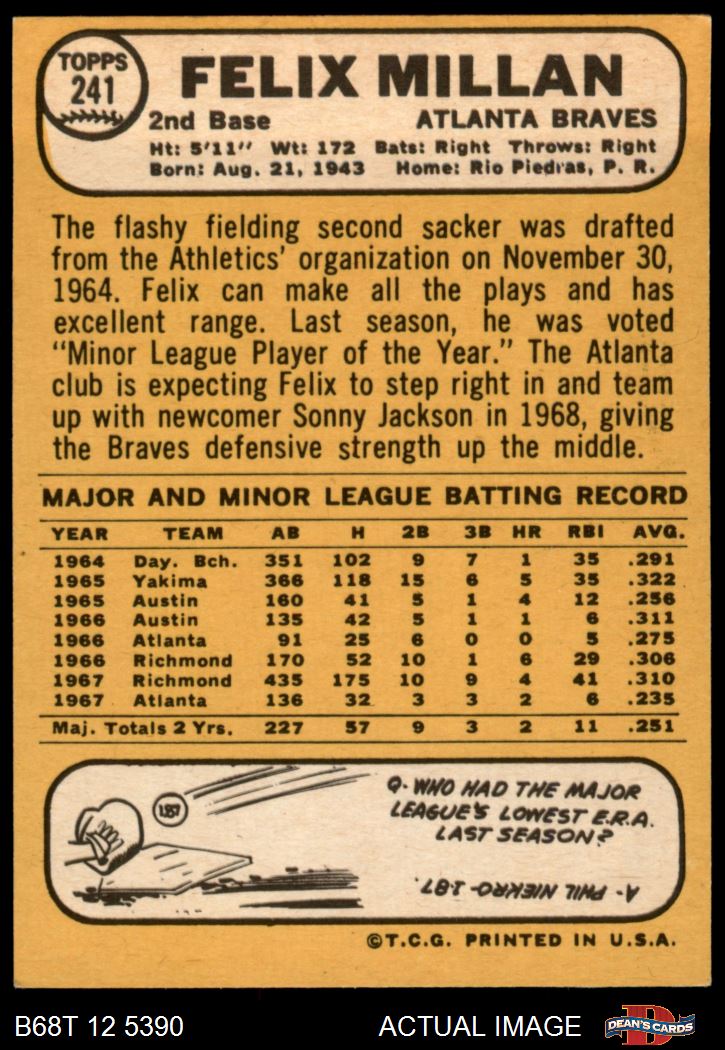 TOPPS
241
FELIX MILLAN
2nd Base ATLANTA BRAVES
Ht: 5'11" Wt: 172 Bats: Right Throws: Right
Born: Aug. 21, 1943 Home: Rio Piedras, P. R.
The flashy fielding second sacker was drafted
from the Athletics' organization on November 30,
1964. Felix can make all the plays and has
excellent range. Last season, he was voted
"Minor League Player of the Year." The Atlanta
club is expecting Felix to step right in and team
up with newcomer Sonny Jackson in 1968, giving
the Braves defensive strength up the middle.
MAJOR AND MINOR LEAGUE BATTING RECORD
YEAR TEAM AB H 2B 3B HR RBI AVG.
1964 Day. Bch. 351 102 9 7 1 35 .291
1965 Yakima 366 118 15 6 5 35 .322
1965 Austin 160 41 5 1 4 12 .256
1966 Austin 135 42 5 1 1 6 .311
1966 Atlanta 91 25 6 0 0 5 .275
1966 Richmond 170 52 10 1 6 29 .306
1967 Richmond 435 175 10 9 4 41 .310
1967 Atlanta 136 32 3 3 2 6 .235
Maj. Totals 2 Yrs. 227 57 9 3 2 11 .251
1.87
Q- WHO HAD THE MAJOR
LEAGUE'S LOWEST E.R.A.
LAST SEASON?
A- PHIL NIEKRO-1.87.
©T.C.G. PRINTED IN U.S.A.
B68T 12 5390 ACTUAL IMAGE
DEAN'S CARDS